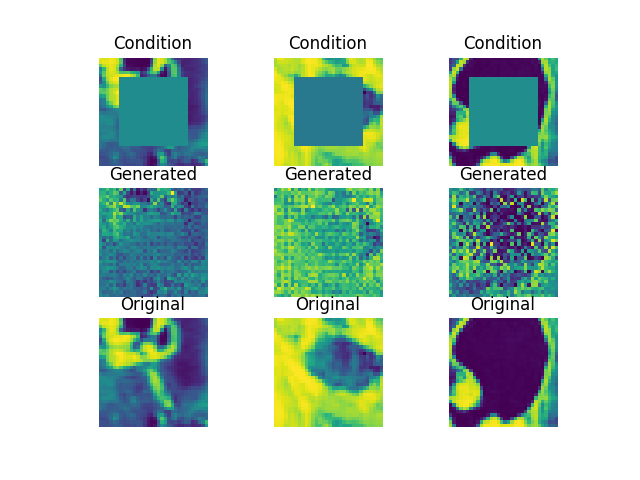 Condition Condition Condition
Generated Generated Generated
Original Original Original